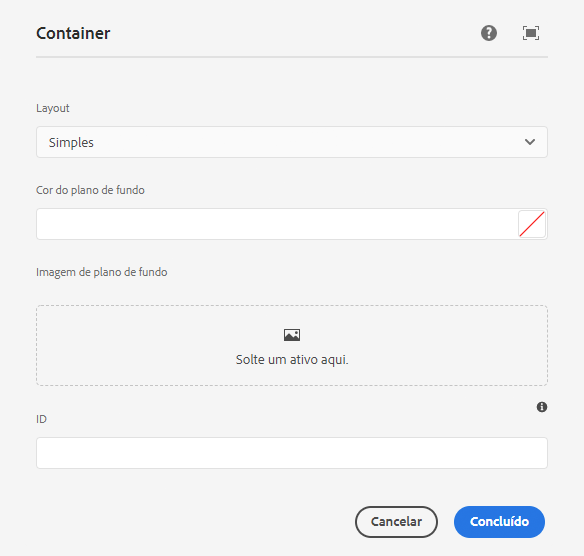 Container
Layout
Simples
Cor do plano de fundo
Imagem de plano de fundo
Solte um ativo aqui.
ID
Cancelar Concluído